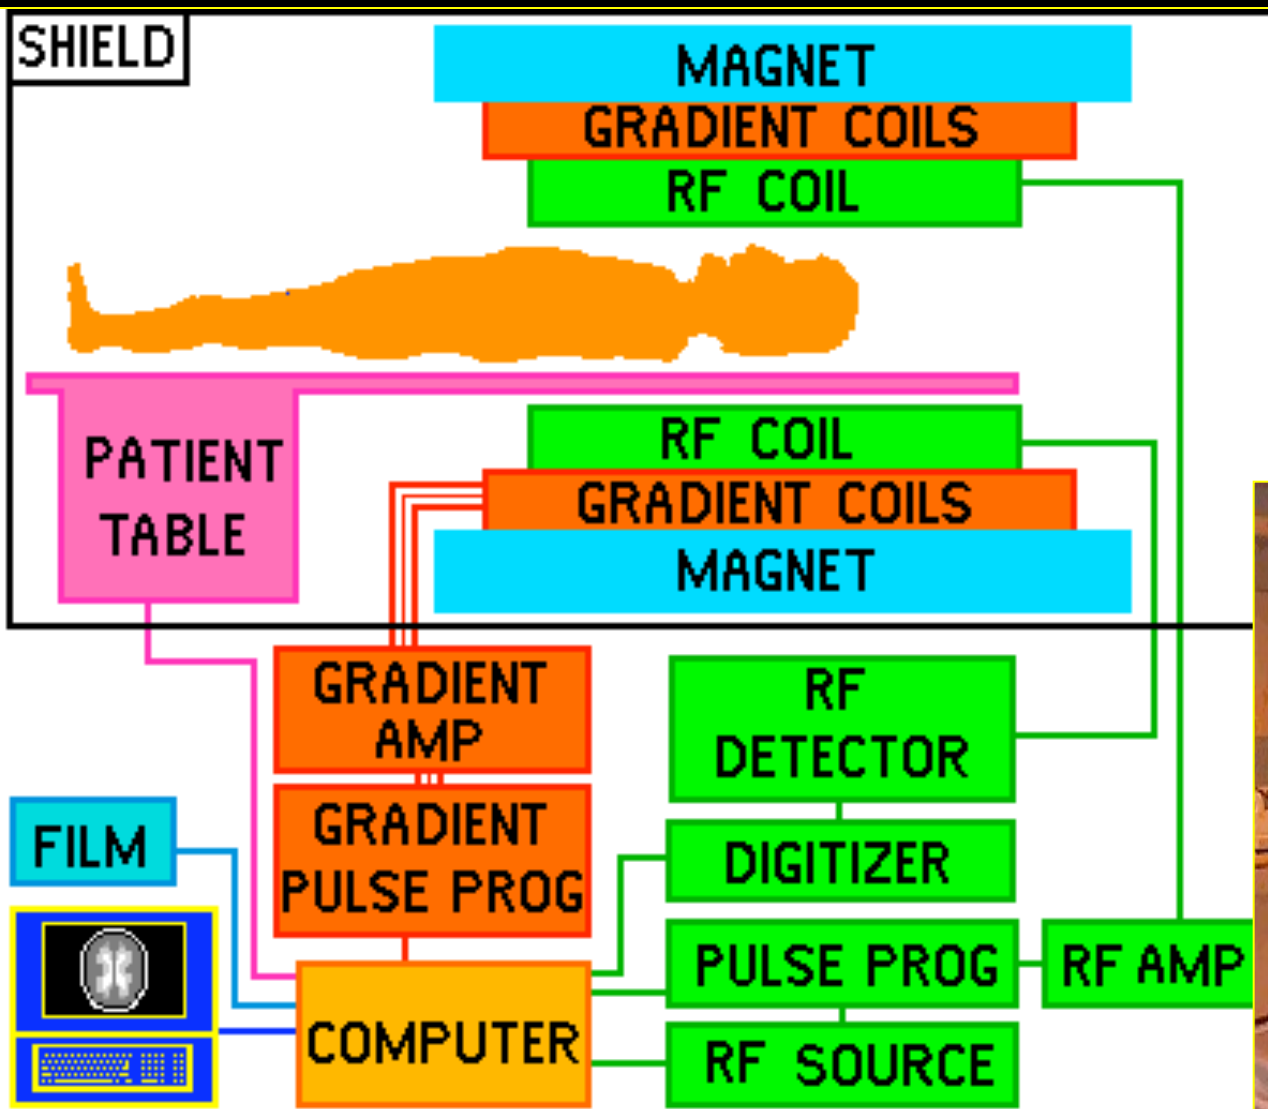 SHIELD
MAGNET
GRADIENT COILS
RF COIL
RF COIL
GRADIENT COILS
MAGNET
PATIENT
TABLE
GRADIENT
AMP
GRADIENT
PULSE PROG
RF
DETECTOR
FILM
DIGITIZER
PULSE PROG
RF AMP
COMPUTER
RF SOURCE